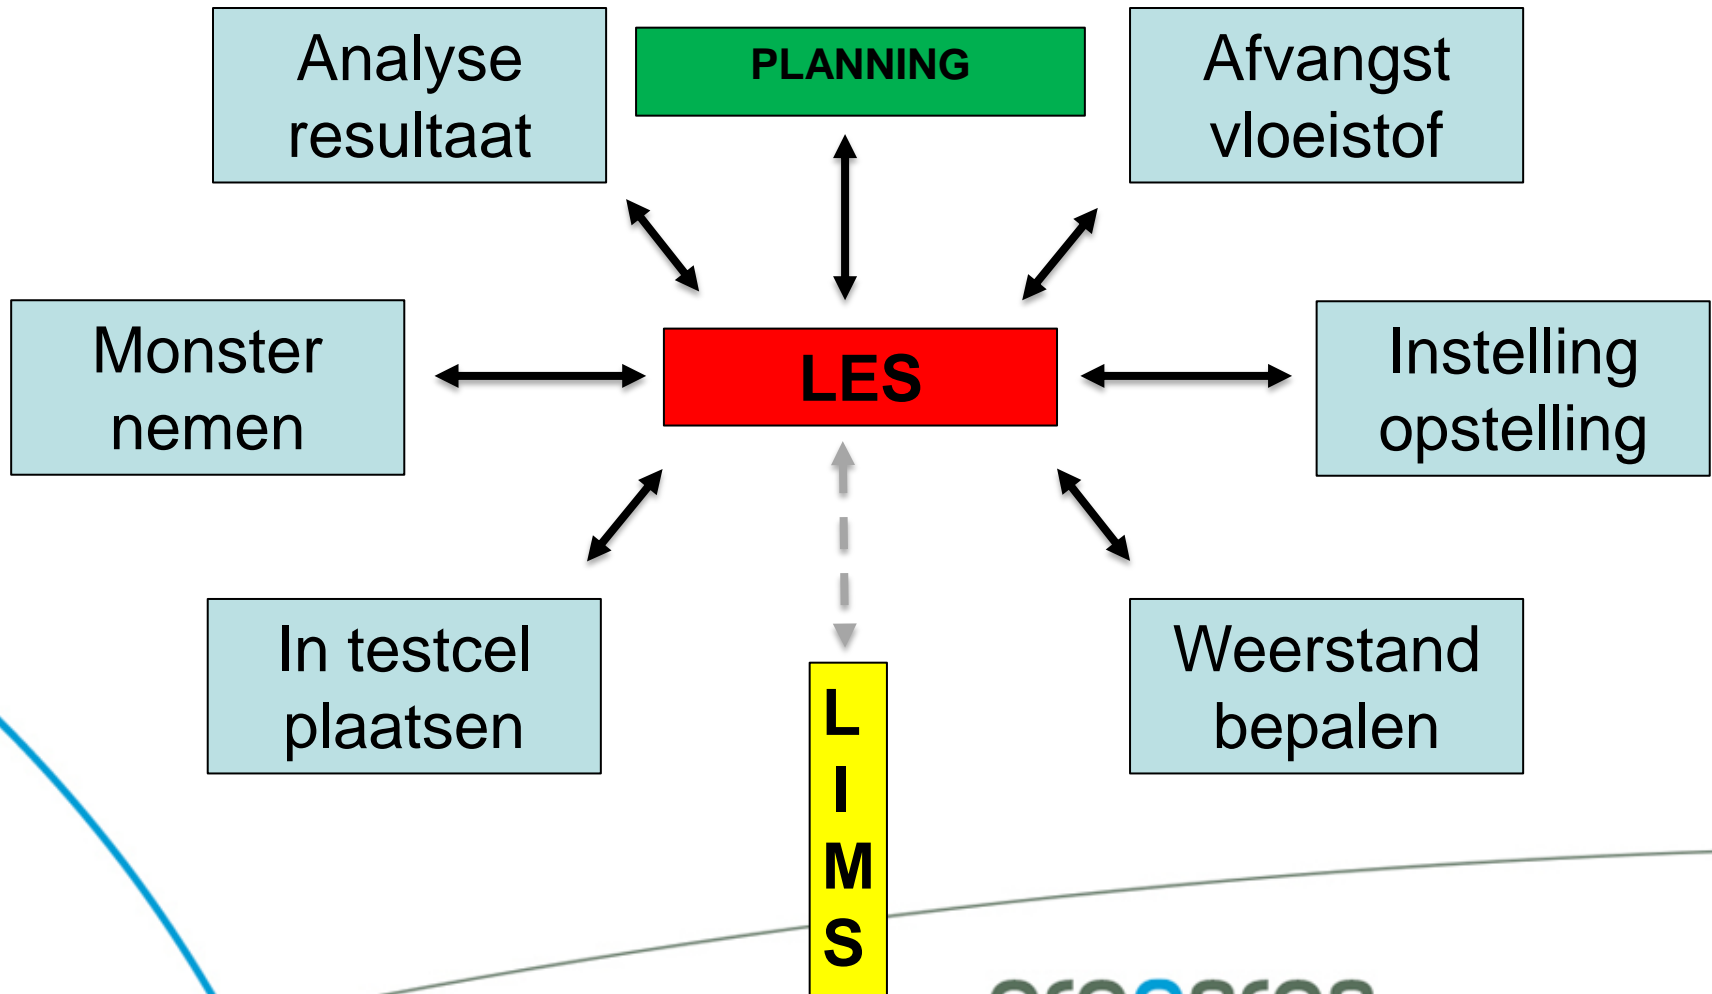 Analyse
resultaat
PLANNING
Afvangst
vloeistof
Monster
nemen
LES
Instelling
opstelling
In testcel
plaatsen
L
I
M
S
Weerstand
bepalen